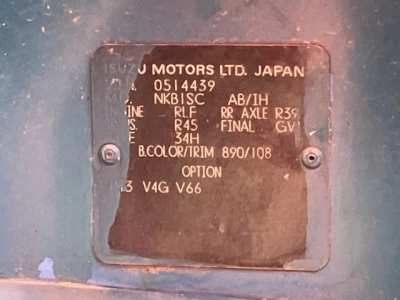 ISUZU MOTORS LTD. JAPAN
N. 0514439
NKB1SC AB/IH
INE RLF RR AXLE R39
S. R45 FINAL GV
E 34H
B.COLOR/TRIM 890/108
OPTION
V4G V66